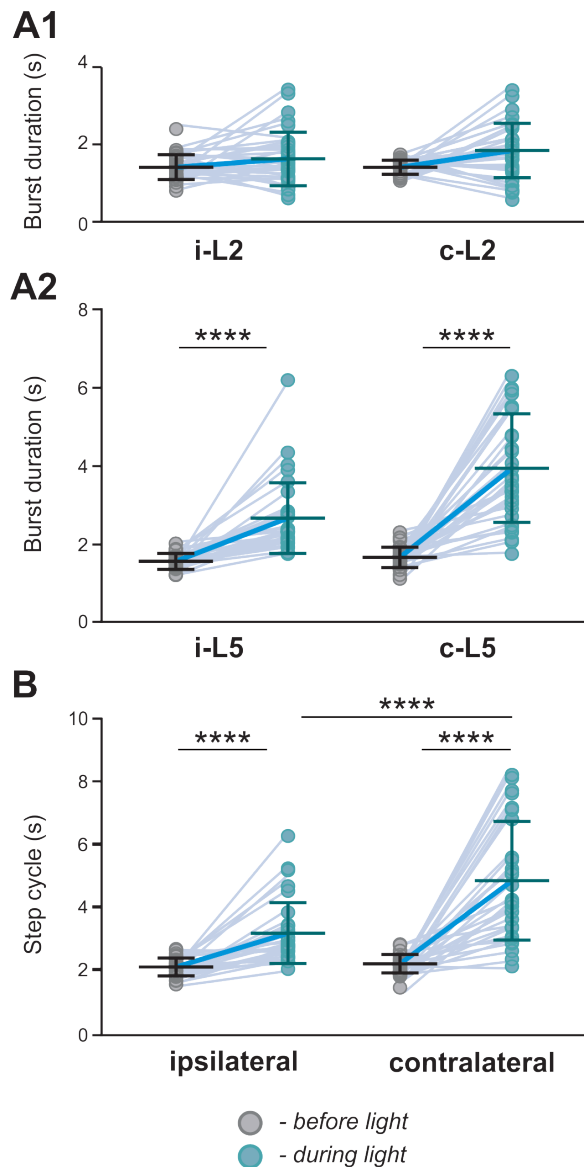 A1
Burst duration (s)
4
2
0
i-L2 c-L2
A2
Burst duration (s)
8
6
4
2
0
**** ****
i-L5 c-L5
B
Step cycle (s)
10
8
6
4
2
0
****
**** ****
ipsilateral contralateral
- before light
- during light